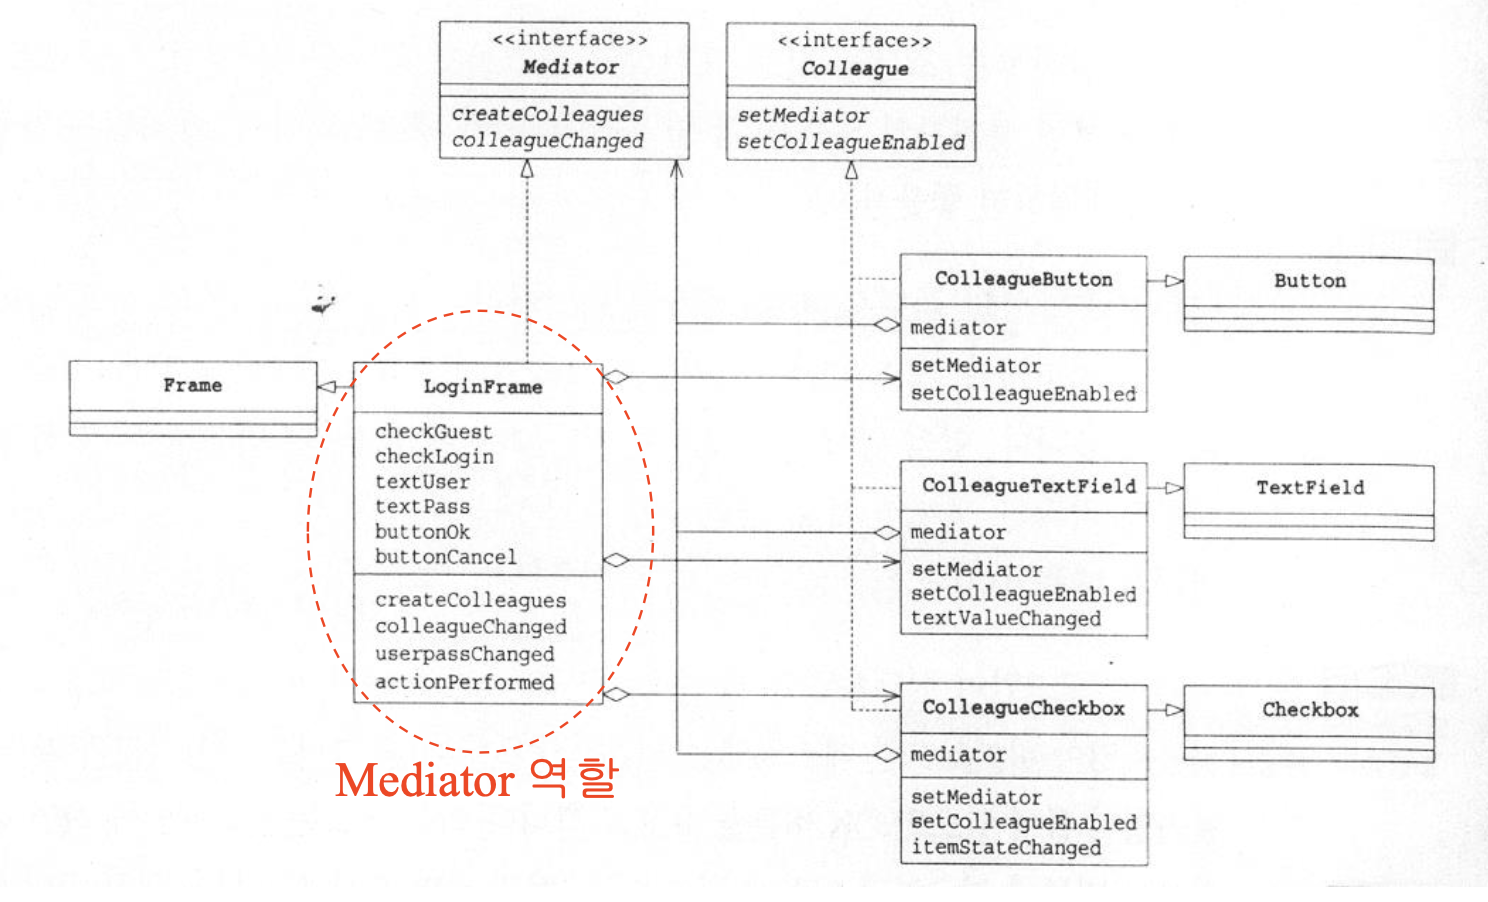 <<interface>>
Mediator
createColleagues
colleagueChanged
<<interface>>
Colleague
setMediator
setColleagueEnabled
ColleagueButton
mediator
setMediator
setColleagueEnabled
Button
Frame
LoginFrame
checkGuest
checkLogin
textUser
textPass
buttonOk
buttonCancel
createColleagues
colleagueChanged
userpassChanged
actionPerformed
ColleagueTextField
mediator
setMediator
setColleagueEnabled
textValueChanged
TextField
ColleagueCheckbox
mediator
setMediator
setColleagueEnabled
itemStateChanged
Checkbox
Mediator 역할